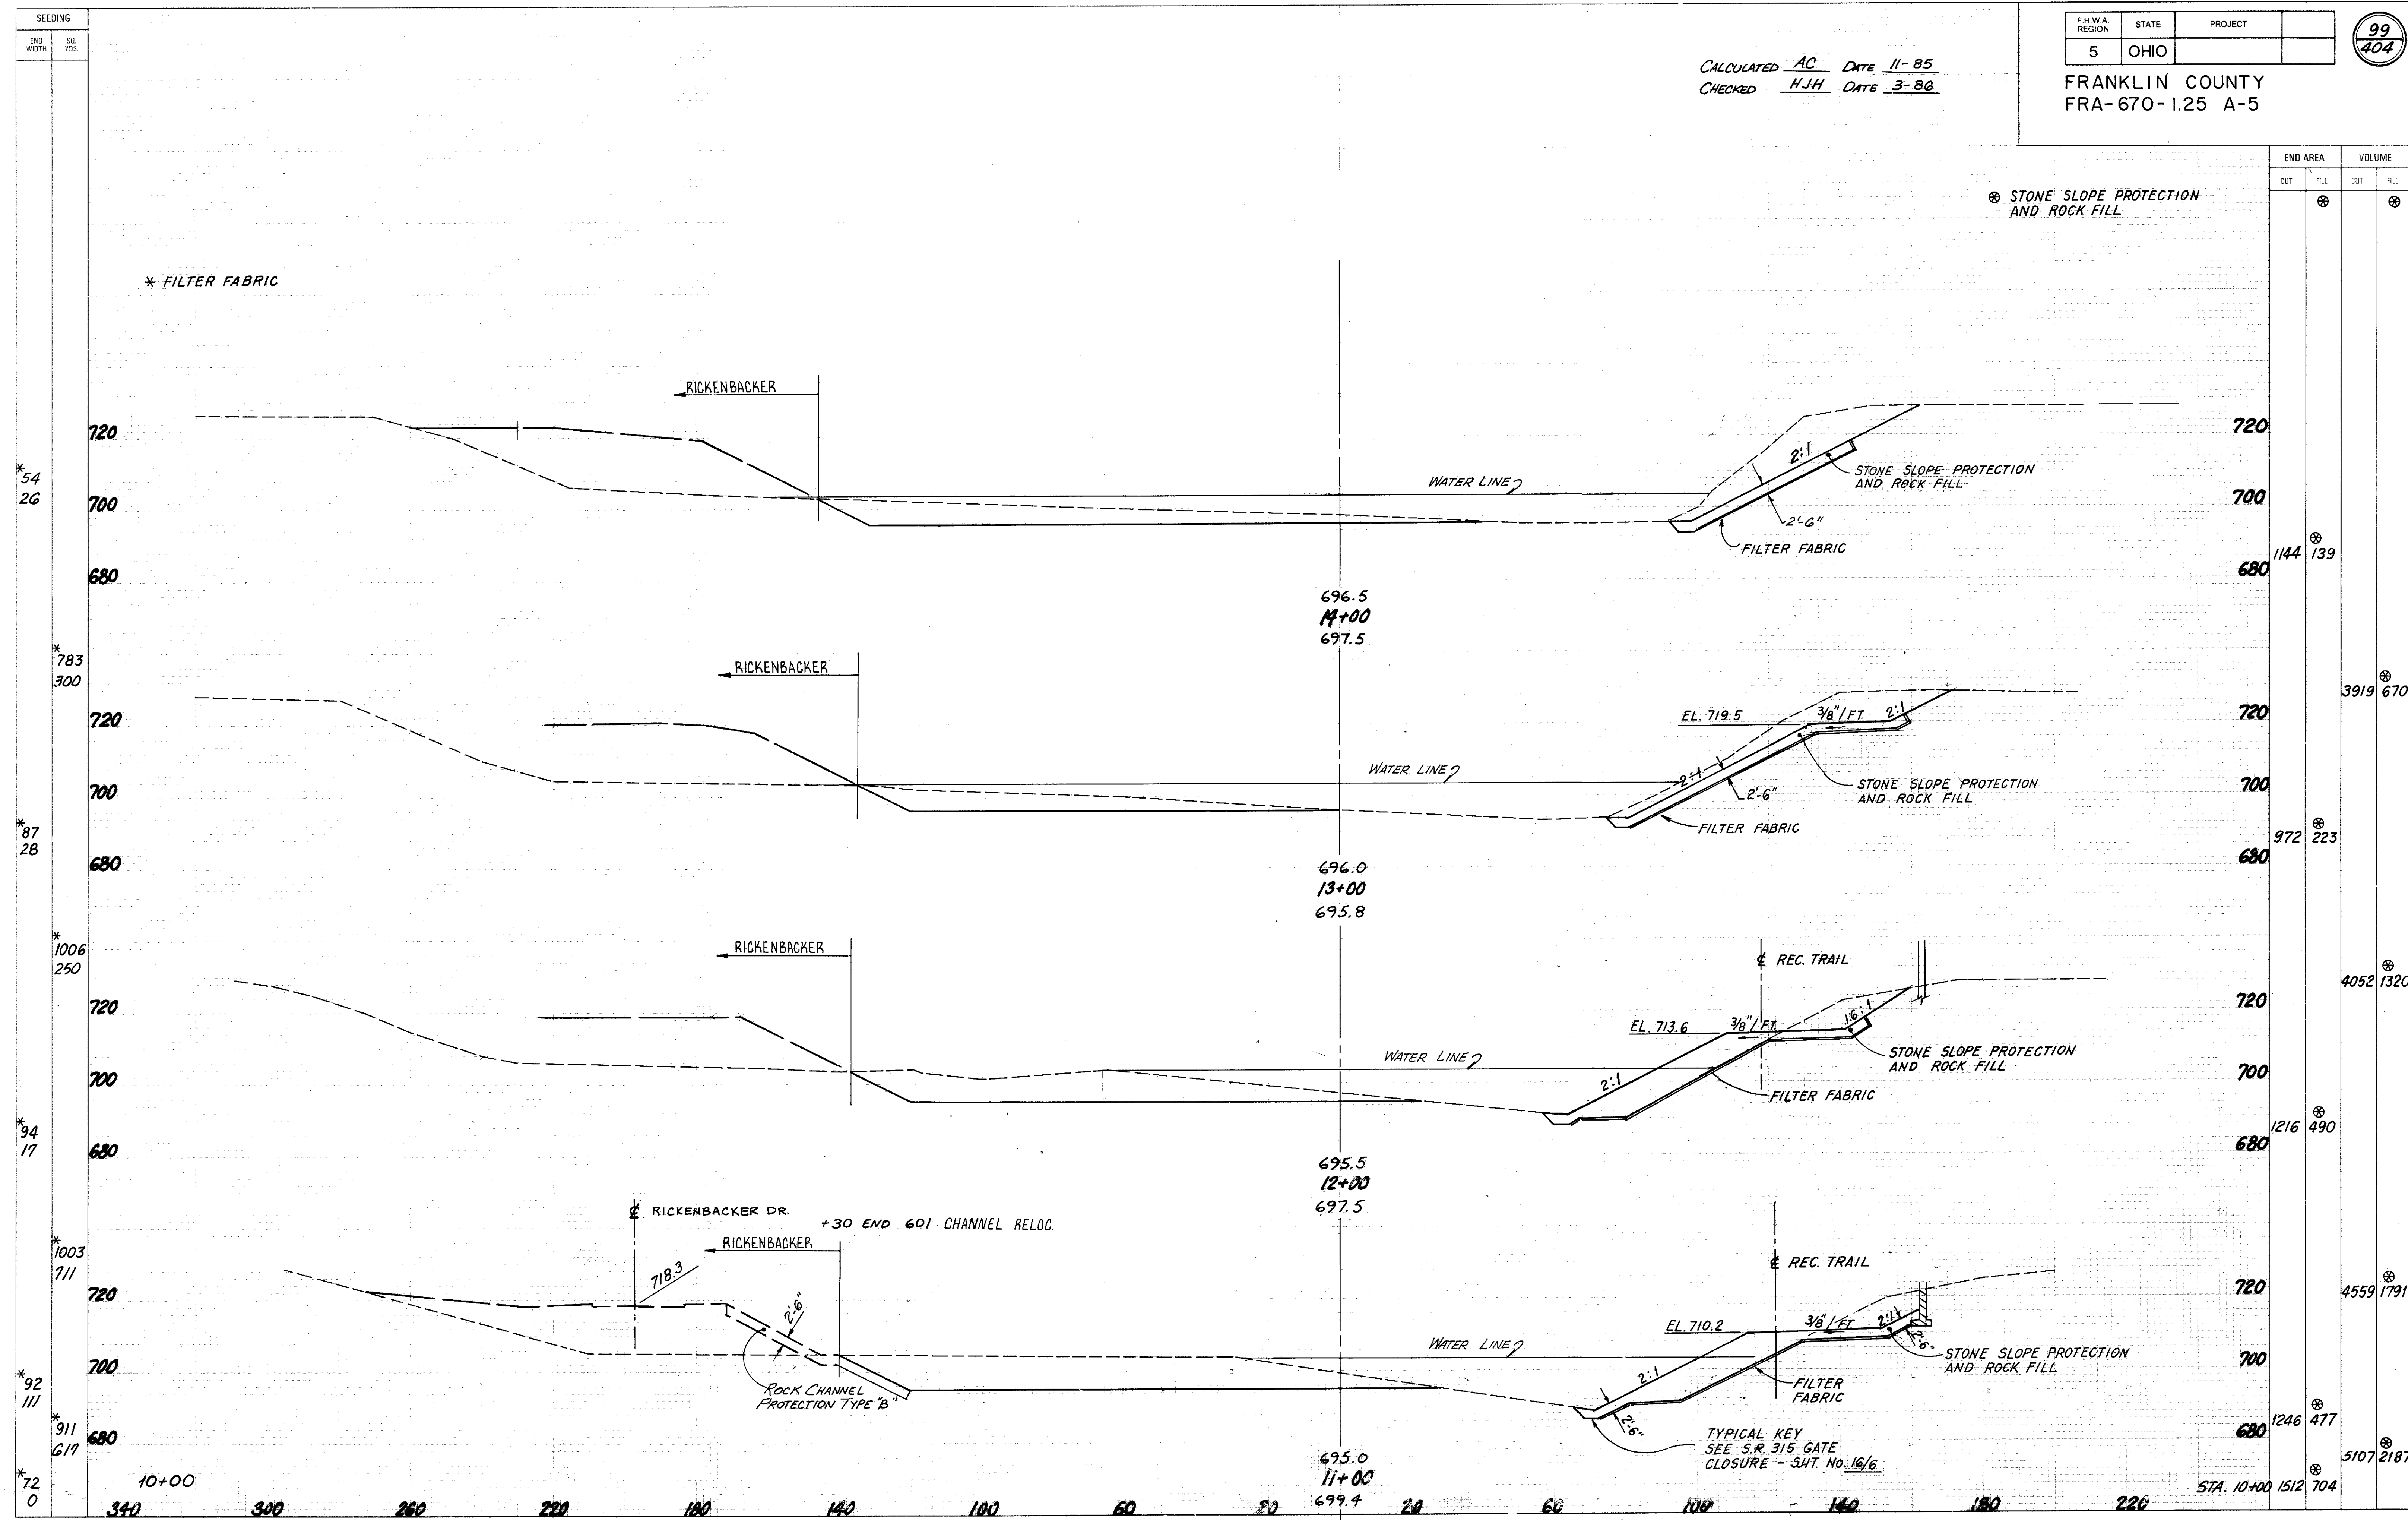 SEEDING
END WIDTH
SQ. YDS.
F.H.W.A. REGION
STATE
PROJECT
5
OHIO
99
404
FRANKLIN COUNTY
FRA-670-1.25 A-5
CALCULATED AC DATE 11-85
CHECKED HJH DATE 3-86
END AREA
VOLUME
CUT
FILL
CUT
FILL
⊛
⊛
⊛ STONE SLOPE PROTECTION
AND ROCK FILL
* FILTER FABRIC
RICKENBACKER
720
720
*54
26
WATER LINE
2:1
STONE SLOPE PROTECTION
AND ROCK FILL
700
700
2'-6"
FILTER FABRIC
⊛
1144
139
680
680
696.5
14+00
697.5
*783
300
RICKENBACKER
⊛
3919
670
720
EL. 719.5
3/8"/FT.
2:1
720
WATER LINE
2:1
STONE SLOPE PROTECTION
AND ROCK FILL
700
2'-6"
700
*87
28
FILTER FABRIC
⊛
972
223
680
680
696.0
13+00
695.8
*1006
250
RICKENBACKER
℄ REC. TRAIL
⊛
4052
1320
720
720
EL. 713.6
3/8"/FT.
1.6:1
WATER LINE
STONE SLOPE PROTECTION
AND ROCK FILL
700
2:1
700
FILTER FABRIC
*94
17
⊛
1216
490
680
680
695.5
12+00
697.5
℄ RICKENBACKER DR.
+30 END 601 CHANNEL RELOC.
*1003
711
RICKENBACKER
℄ REC. TRAIL
718.3
⊛
4559
1791
720
2'-6"
720
EL. 710.2
3/8"/FT.
2:1
2'-6"
WATER LINE
STONE SLOPE PROTECTION
AND ROCK FILL
700
700
*92
111
ROCK CHANNEL
PROTECTION TYPE "B"
2:1
FILTER
FABRIC
⊛
1246
477
*911
617
680
2'-6"
TYPICAL KEY
SEE S.R. 315 GATE
CLOSURE - SHT. No. 16/6
680
⊛
5107
2187
695.0
11+00
699.4
*72
0
10+00
STA. 10+00
1512
⊛
704
340
300
260
220
180
140
100
60
20
20
60
100
140
180
220